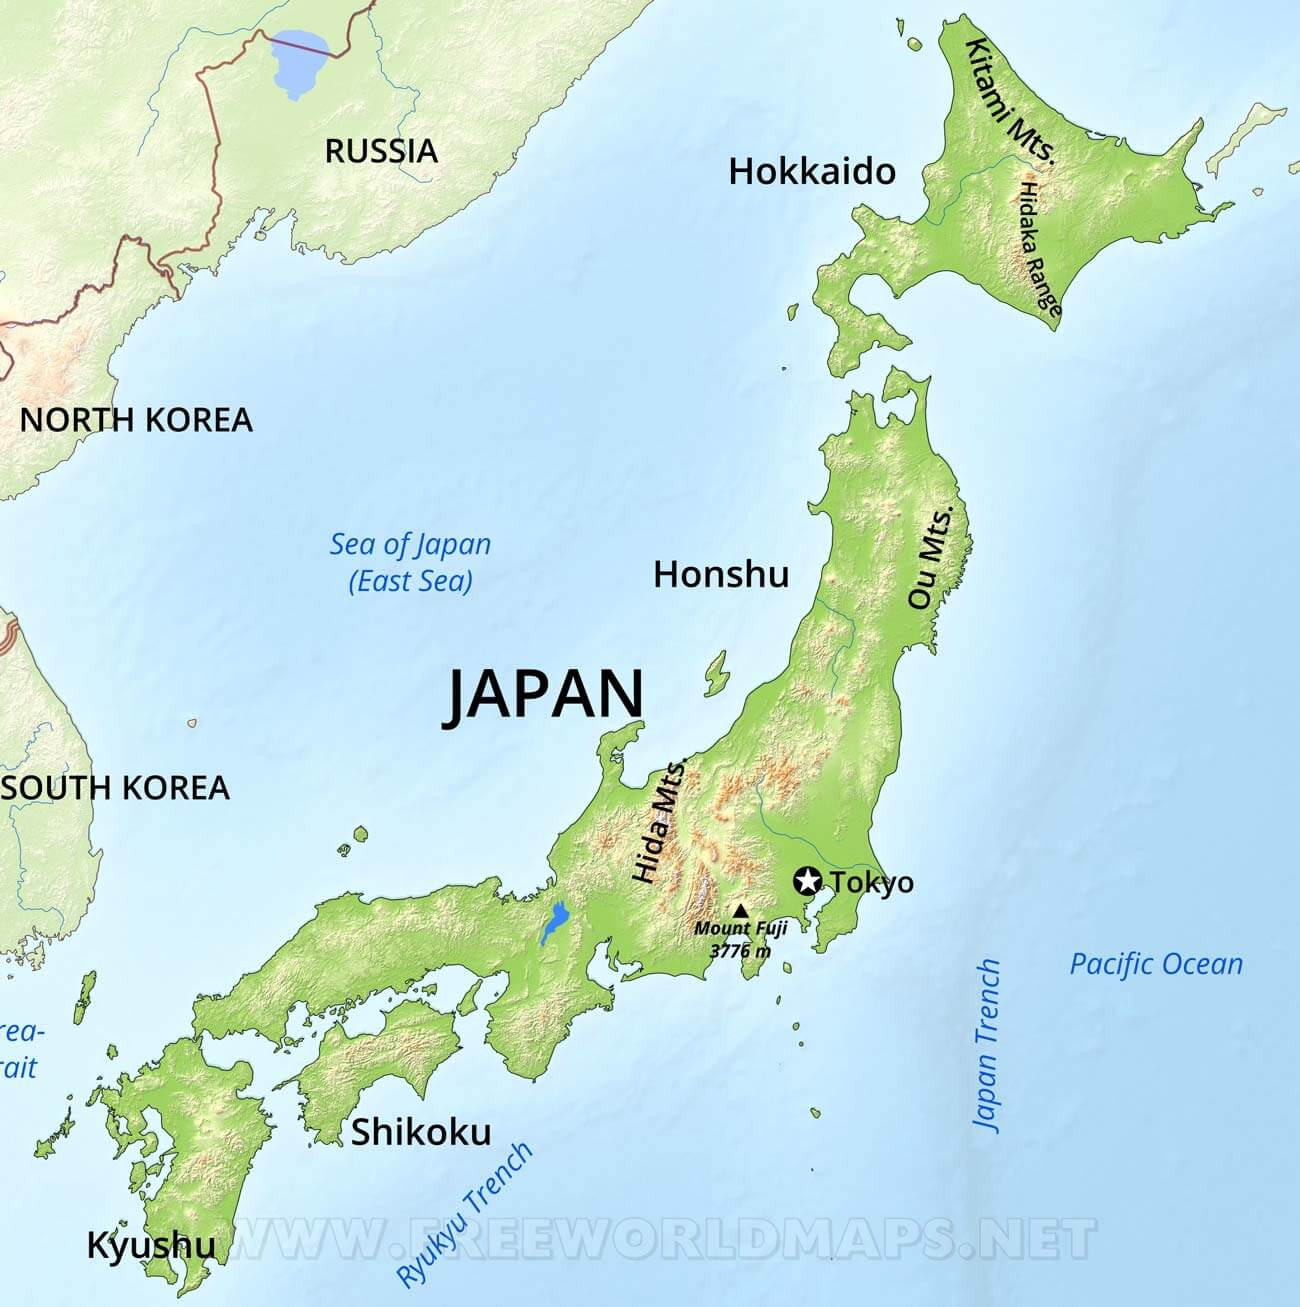 Kitami Mts.
RUSSIA
Hokkaido
Hidaka Range
NORTH KOREA
Sea of Japan
(East Sea)
Honshu
Ou Mts.
JAPAN
SOUTH KOREA
Hida Mts.
Tokyo
Mount Fuji
3776 m
Pacific Ocean
Japan Trench
rea-
rait
Shikoku
Ryukyu Trench
Kyushu
WWW.FREEWORLDMAPS.NET